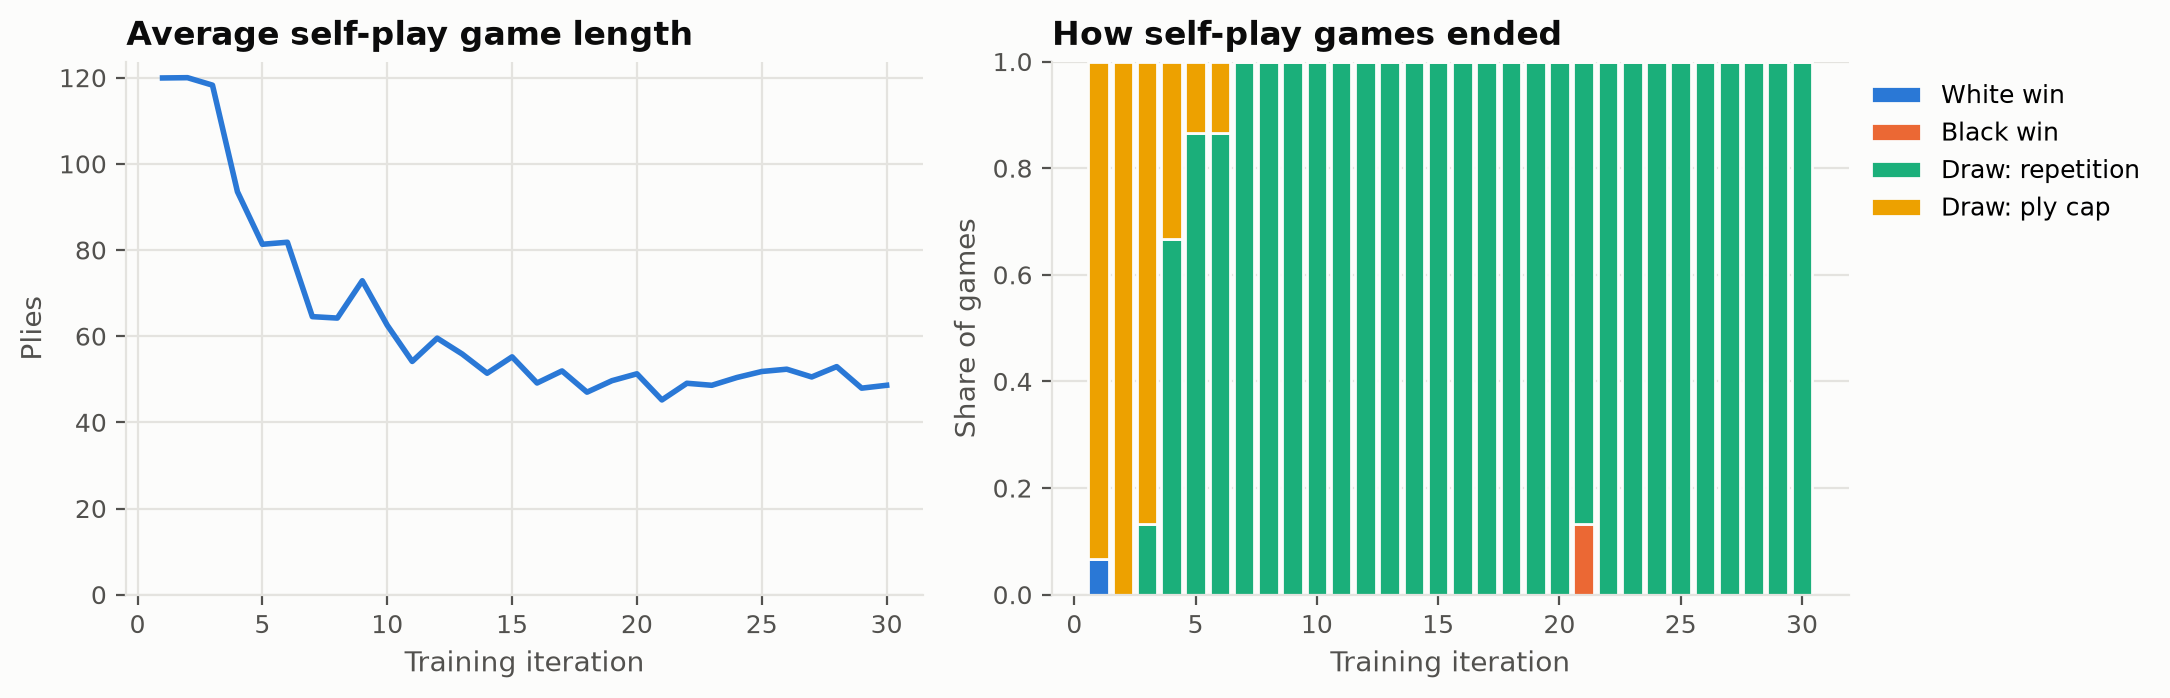 Average self-play game length
120
100
80
60
40
20
0
Plies
0 5 10 15 20 25 30
Training iteration
How self-play games ended
1.0
0.8
0.6
0.4
0.2
0.0
Share of games
0 5 10 15 20 25 30
Training iteration
White win
Black win
Draw: repetition
Draw: ply cap